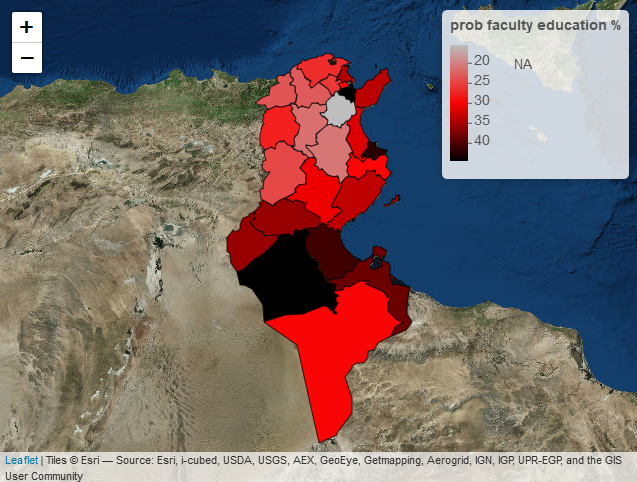 +
−
prob faculty education %
20
NA
25
30
35
40
Leaflet | Tiles © Esri — Source: Esri, i-cubed, USDA, USGS, AEX, GeoEye, Getmapping, Aerogrid, IGN, IGP, UPR-EGP, and the GIS
User Community